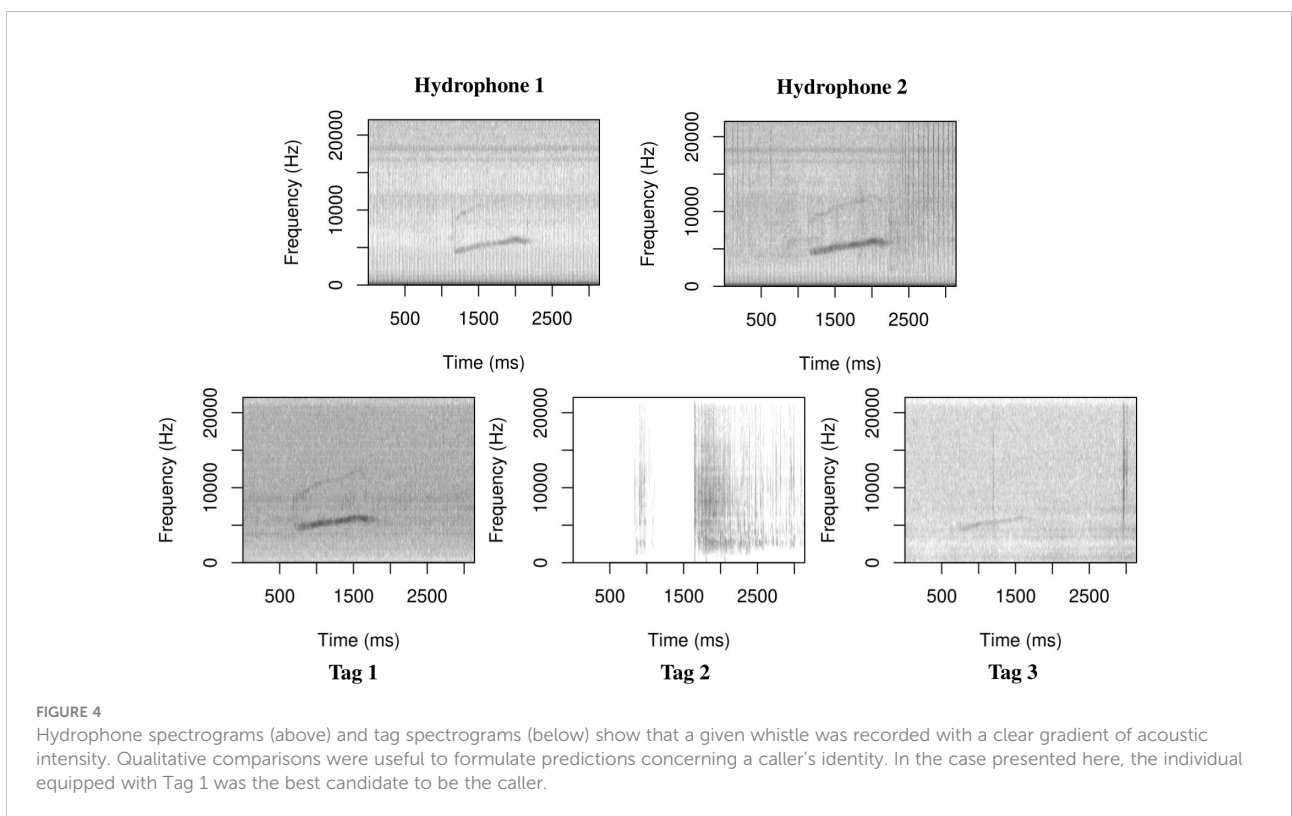 Hydrophone 1
Hydrophone 2
Frequency (Hz)
20000
10000
0
500
1500
2500
Time (ms)
Frequency (Hz)
20000
10000
0
500
1500
2500
Time (ms)
Frequency (Hz)
20000
10000
0
500
1500
2500
Time (ms)
Tag 1
Frequency (Hz)
20000
10000
0
500
1500
2500
Time (ms)
Tag 2
Frequency (Hz)
20000
10000
0
500
1500
2500
Time (ms)
Tag 3
FIGURE 4
Hydrophone spectrograms (above) and tag spectrograms (below) show that a given whistle was recorded with a clear gradient of acoustic
intensity. Qualitative comparisons were useful to formulate predictions concerning a caller's identity. In the case presented here, the individual
equipped with Tag 1 was the best candidate to be the caller.